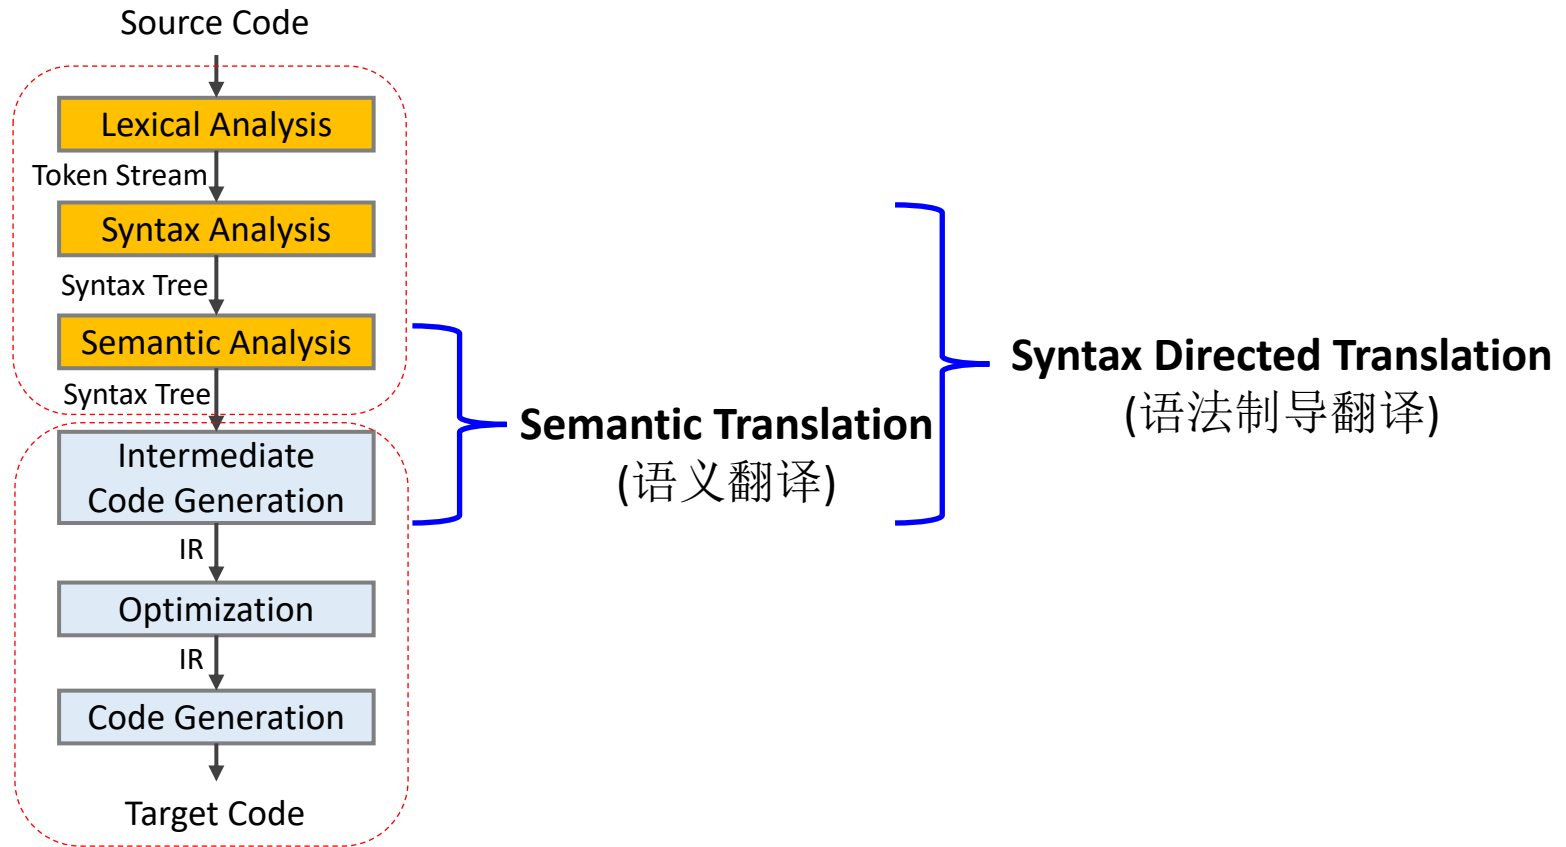 Source Code
Lexical Analysis
Token Stream
Syntax Analysis
Syntax Tree
Semantic Analysis
Syntax Tree
Intermediate
Code Generation
IR
Optimization
IR
Code Generation
Target Code
Semantic Translation
(语义翻译)
Syntax Directed Translation
(语法制导翻译)